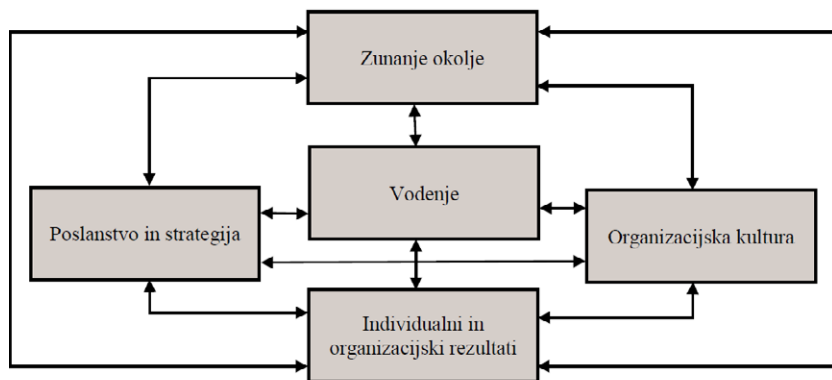 Zunanje okolje
Vodenje
Poslanstvo in strategija
Organizacijska kultura
Individualni in
organizacijski rezultati